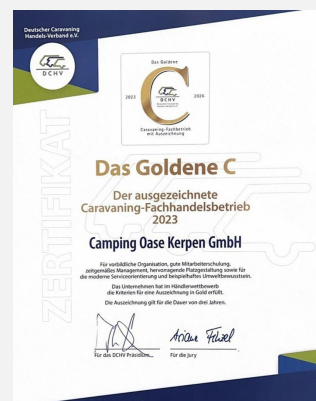 Deutscher Caravaning
Handels-Verband e.V.
DCHV
Das Goldene
C
2023
2026
DCHV
Caravaning-Fachbetrieb
mit Auszeichnung
ZERTIFIKAT
Das Goldene C
Der ausgezeichnete
Caravaning-Fachhandelsbetrieb
2023
Camping Oase Kerpen GmbH
Für vorbildliche Organisation, gute Mitarbeiterschulung,
zeitgemäßes Management, hervorragende Platzgestaltung sowie für
die moderne Serviceorientierung und beispielhaftes Umweltbewusstsein.
Das Unternehmen hat im Händlerwettbewerb
die Kriterien für eine Auszeichnung in Gold erfüllt.
Die Auszeichnung gilt für die Dauer von drei Jahren.
Für das DCHV Präsidium
Für die Jury